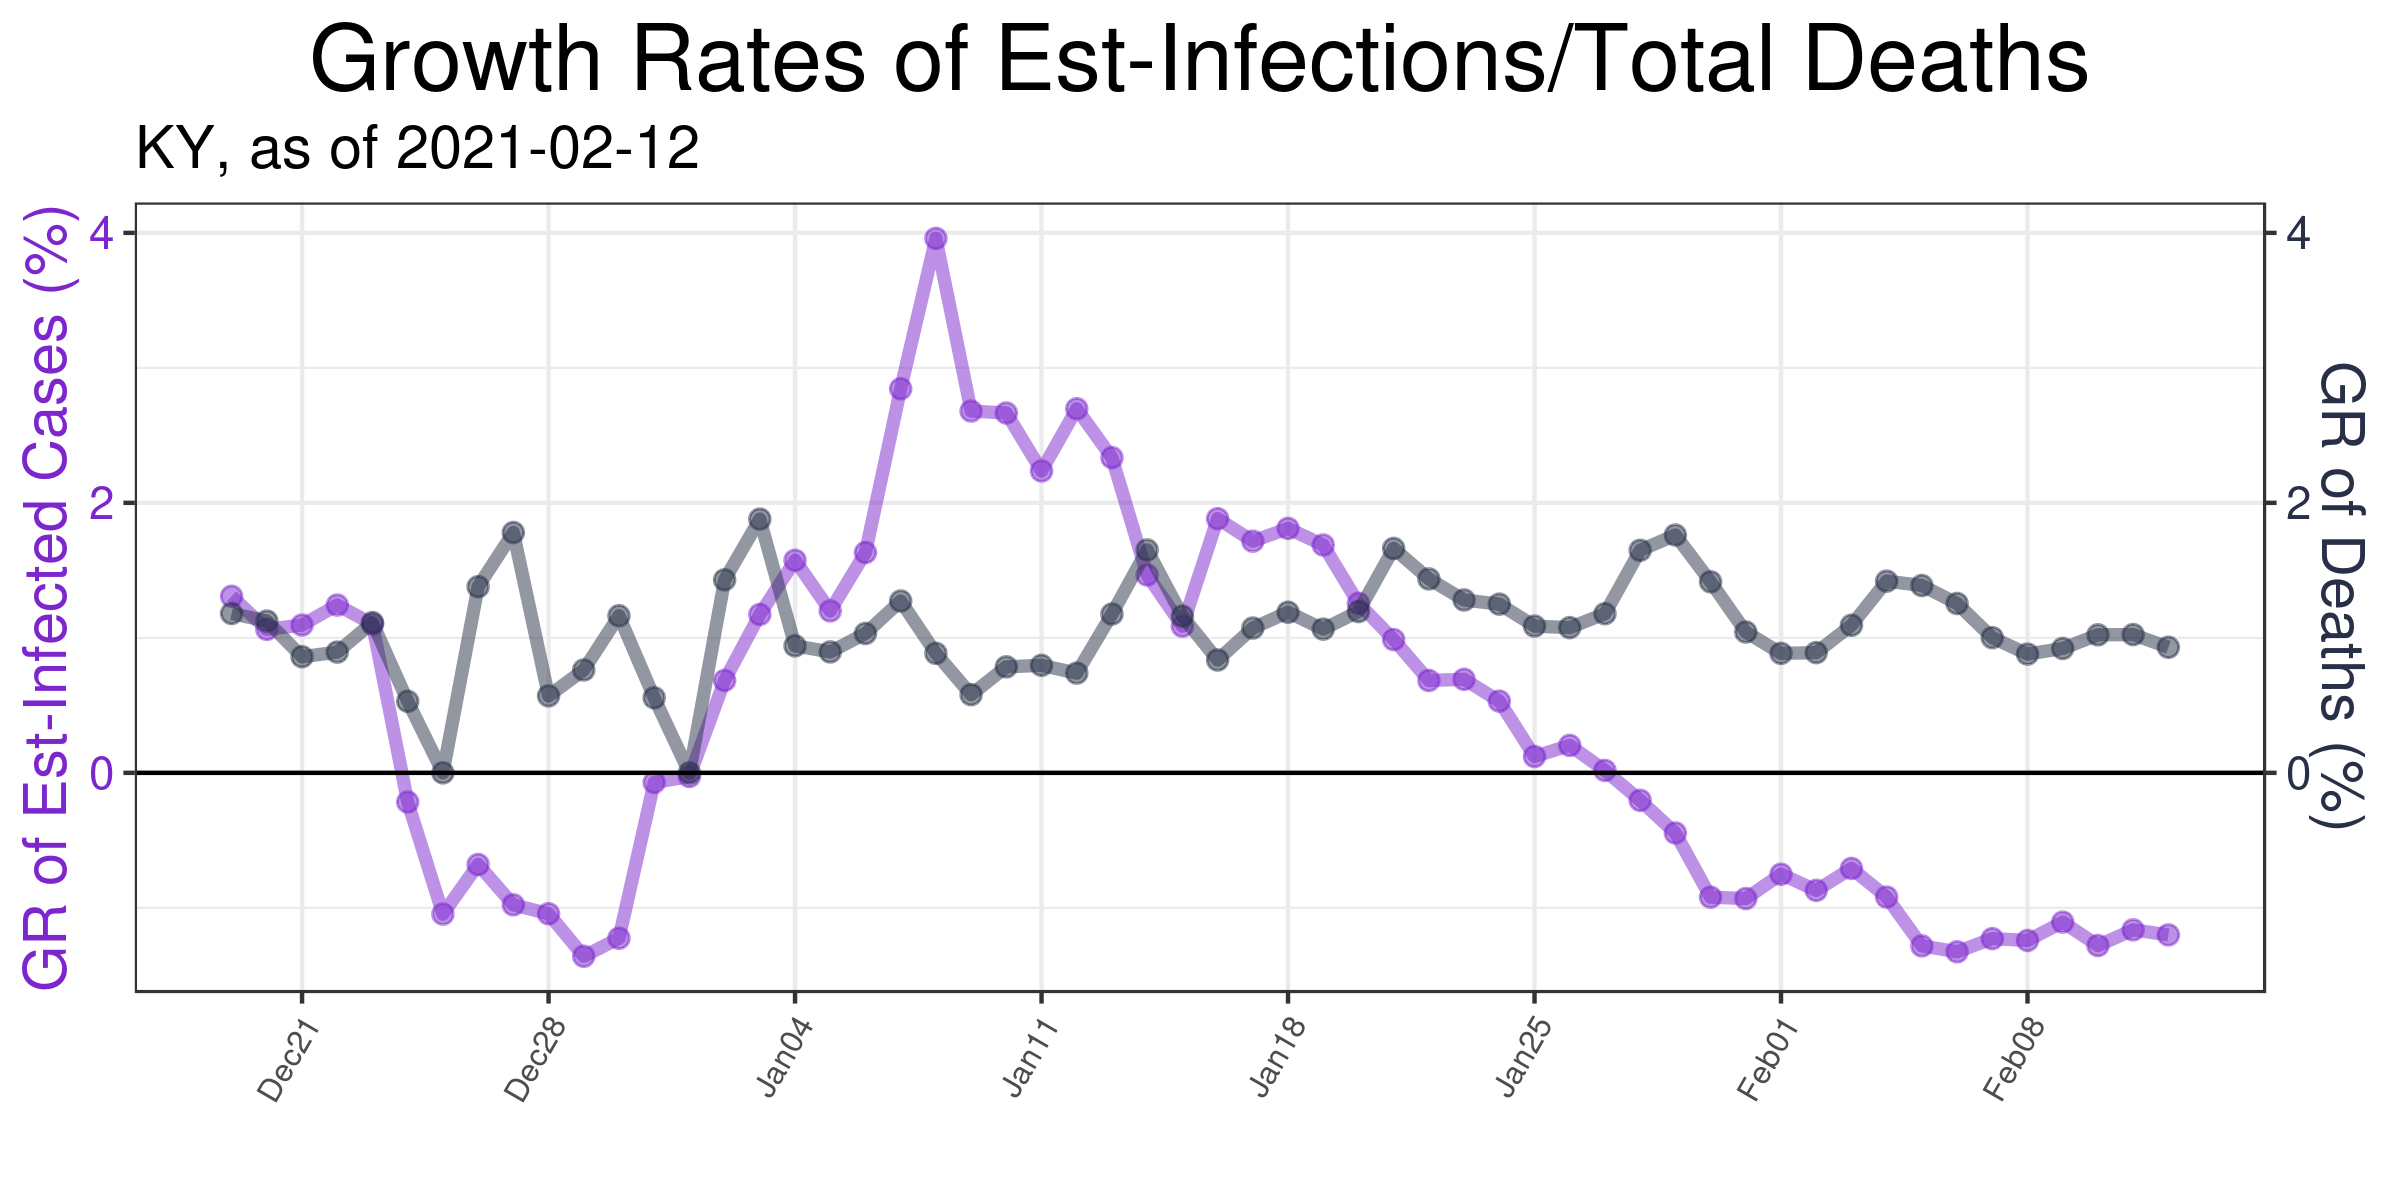 Growth Rates of Est-Infections/Total Deaths
KY, as of 2021-02-12
GR of Est-Infected Cases (%)
4
2
0
4
2
0
GR of Deaths (%)
Dec21
Dec28
Jan04
Jan11
Jan18
Jan25
Feb01
Feb08